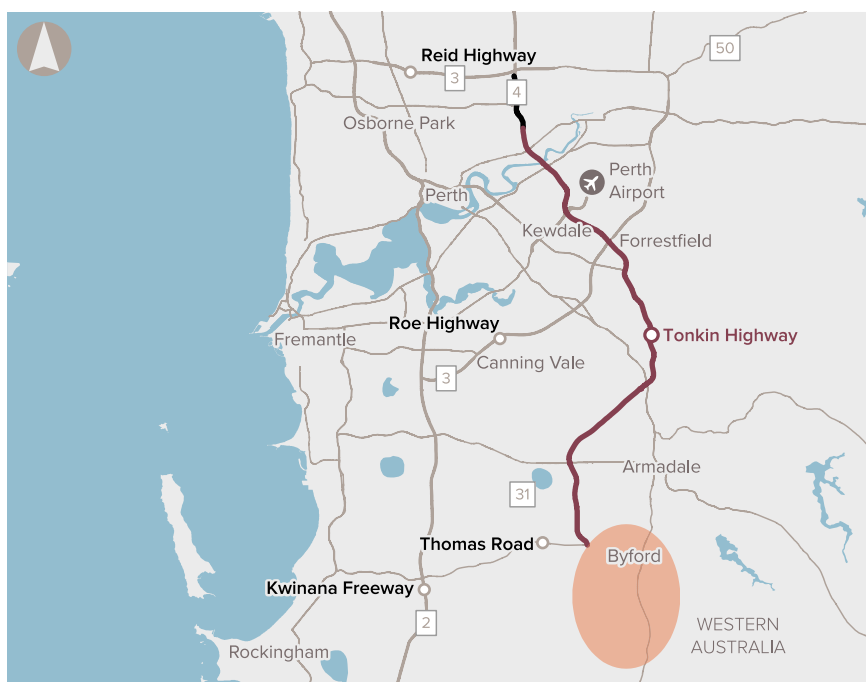 Reid Highway
50
3
4
Osborne Park
Perth
Airport
Perth
Kewdale
Forrestfield
Roe Highway
Fremantle
Tonkin Highway
Canning Vale
3
Armadale
31
Thomas Road
Byford
Kwinana Freeway
2
WESTERN
AUSTRALIA
Rockingham